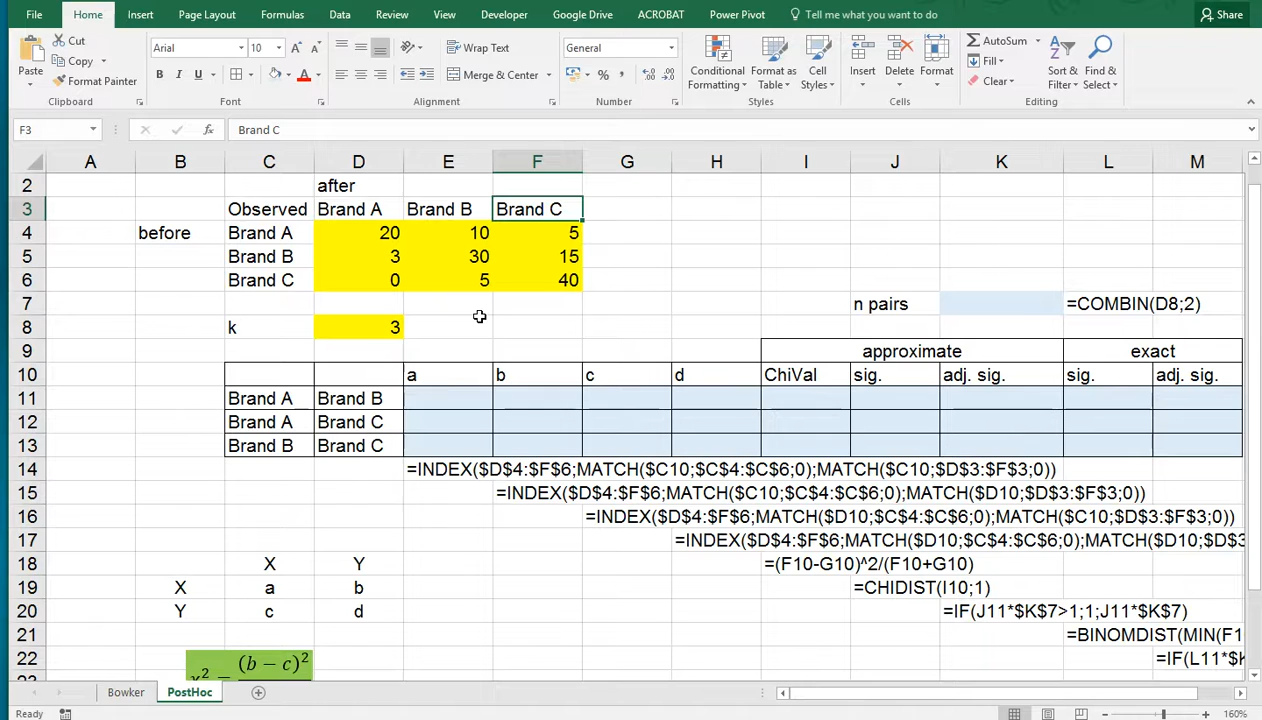 File Home Insert Page Layout Formulas Data Review View Developer Google Drive ACROBAT Power Pivot Tell me what you want to do Share
Paste Cut Copy Format Painter
Clipboard
Arial 10
B I U
Font
Wrap Text
Merge & Center
Alignment
General
%
Number
Conditional Formatting Format as Table Cell Styles
Styles
Insert Delete Format
Cells
AutoSum
Fill
Clear
Sort & Filter Find & Select
Editing
F3 fx Brand C
A B C D E F G H I J K L M
2 after
3 Observed Brand A Brand B Brand C
4 before Brand A 20 10 5
5 Brand B 3 30 15
6 Brand C 0 5 40
7 n pairs =COMBIN(D8;2)
8 k 3
9 approximate exact
10 a b c d ChiVal sig. adj. sig. sig. adj. sig.
11 Brand A Brand B
12 Brand A Brand C
13 Brand B Brand C
14 =INDEX($D$4:$F$6;MATCH($C10;$C$4:$C$6;0);MATCH($C10;$D$3:$F$3;0))
15 =INDEX($D$4:$F$6;MATCH($C10;$C$4:$C$6;0);MATCH($D10;$D$3:$F$3;0))
16 =INDEX($D$4:$F$6;MATCH($D10;$C$4:$C$6;0);MATCH($C10;$D$3:$F$3;0))
17 =INDEX($D$4:$F$6;MATCH($D10;$C$4:$C$6;0);MATCH($D10;$D$3
18 X Y =(F10-G10)^2/(F10+G10)
19 X a b =CHIDIST(I10;1)
20 Y c d =IF(J11*$K$7>1;1;J11*$K$7)
21 =BINOMDIST(MIN(F1
22 (b − c)² =IF(L11*$K
Bowker PostHoc
Ready 160%